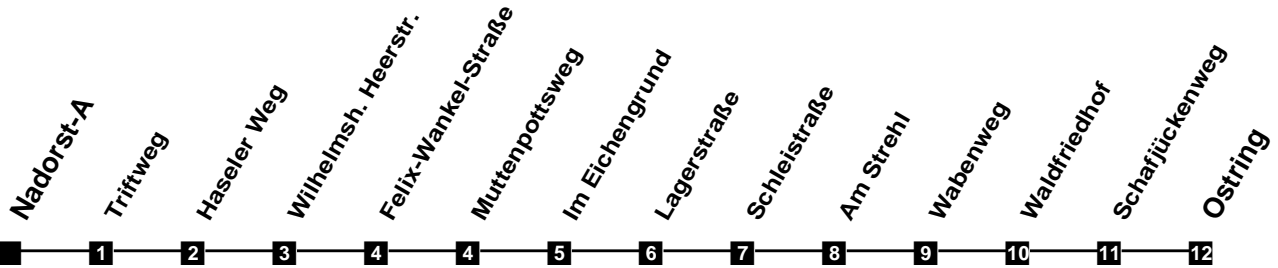 Nadorst-A
Triftweg
Haseler Weg
Wilhelmsh. Heerstr.
Felix-Wankel-Straße
Muttenpottsweg
Im Eichengrund
Lagerstraße
Schleistraße
Am Strehl
Wabenweg
Waldfriedhof
Schafjückenweg
Ostring
1 2 3 4 4 5 6 7 8 9 10 11 12